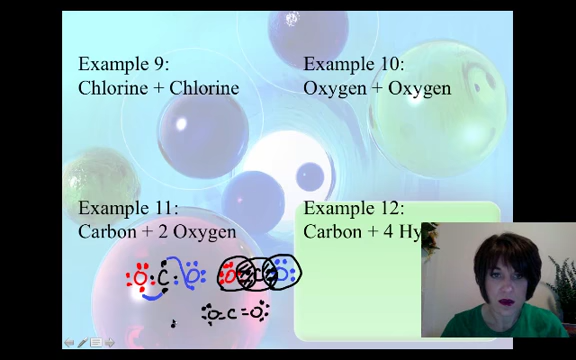 Example 9:
Chlorine + Chlorine
Example 10:
Oxygen + Oxygen
Example 11:
Carbon + 2 Oxygen
Example 12:
Carbon + 4 Hy
O C O O C O
O=C=O